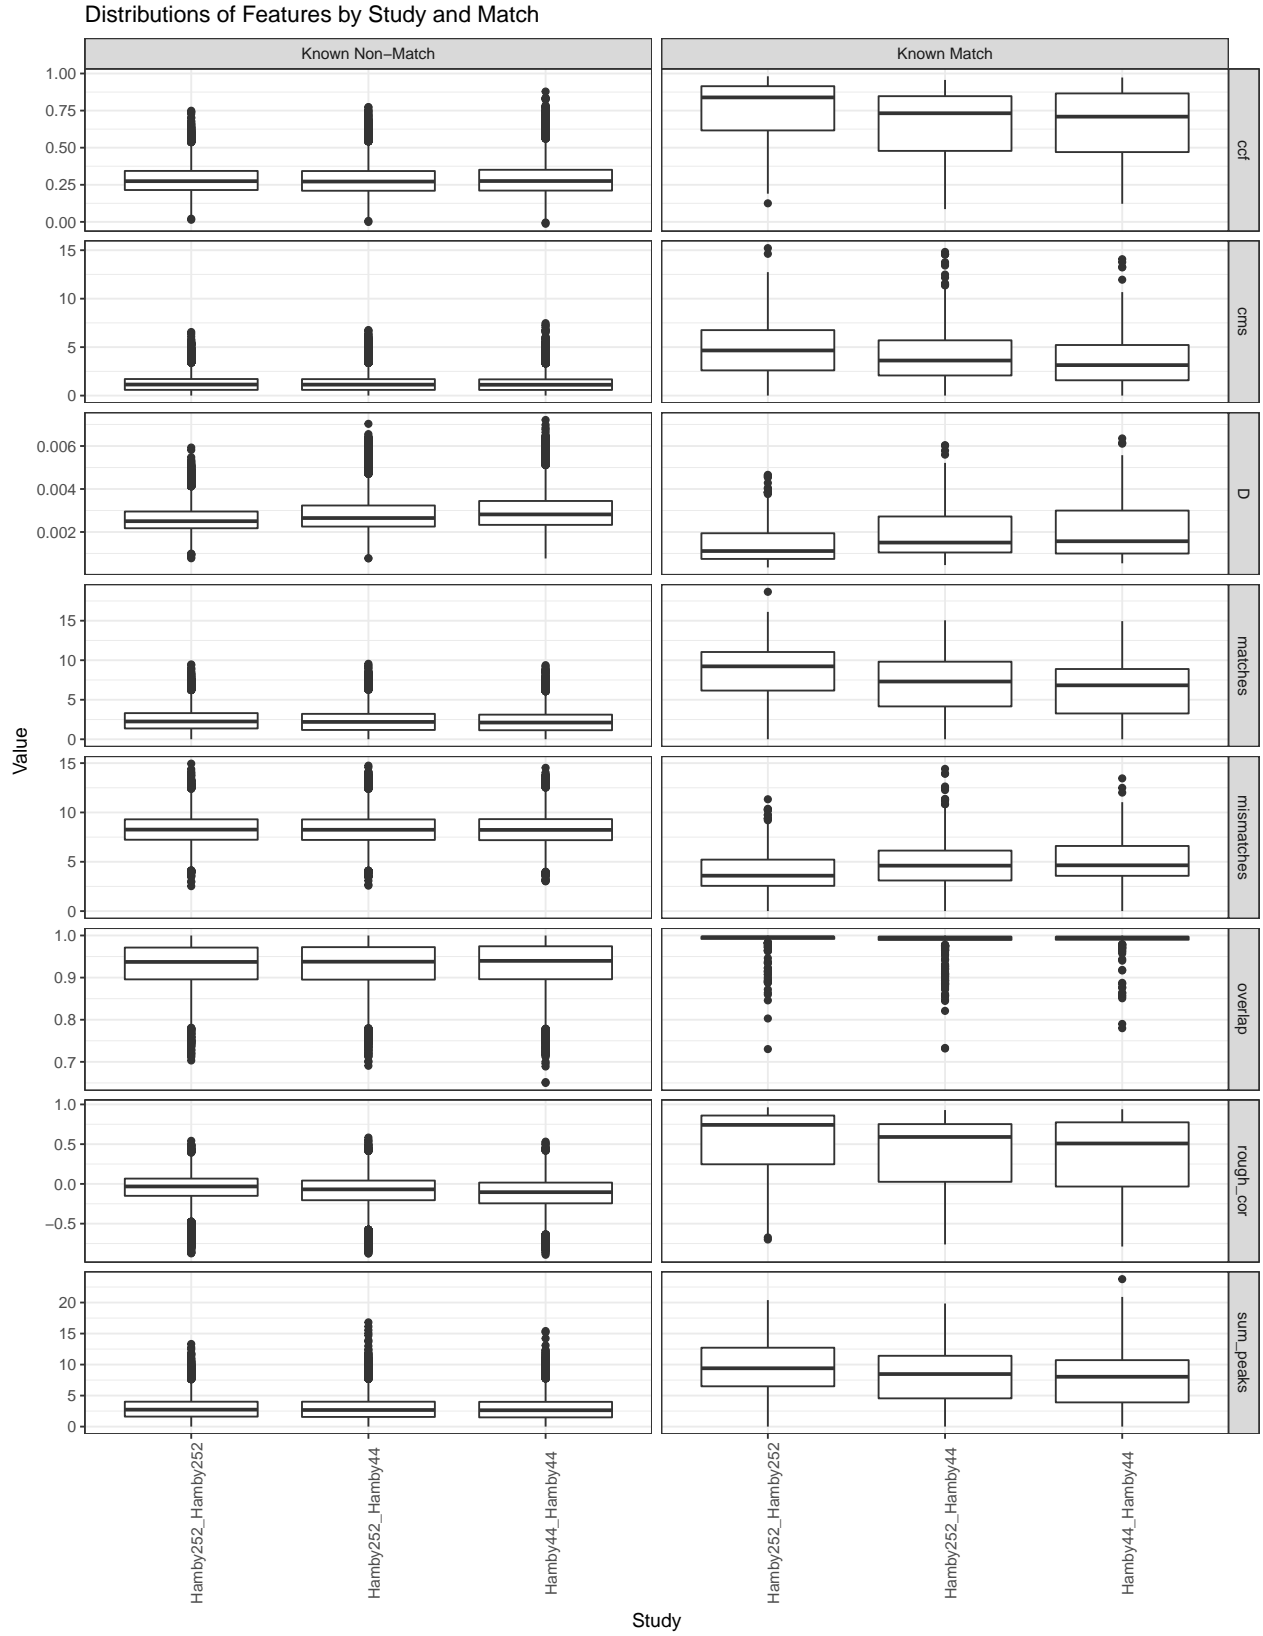 Distributions of Features by Study and Match
Known Non−Match
Known Match
1.00
0.75
0.50
0.25
0.00
ccf
15
10
5
0
cms
0.006
0.004
0.002
D
15
10
5
0
matches
15
10
5
0
mismatches
1.0
0.9
0.8
0.7
overlap
1.0
0.5
0.0
−0.5
rough_cor
20
15
10
5
0
sum_peaks
Value
Hamby252_Hamby252
Hamby252_Hamby44
Hamby44_Hamby44
Hamby252_Hamby252
Hamby252_Hamby44
Hamby44_Hamby44
Study